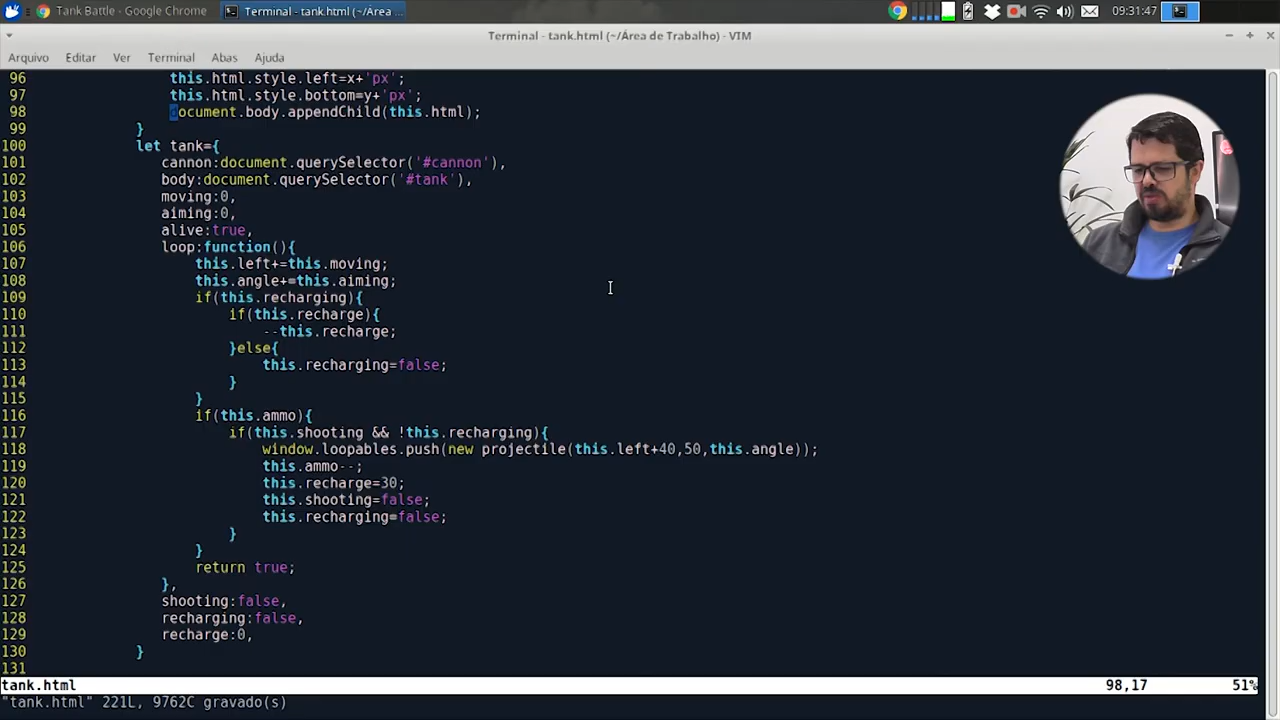 Tank Battle - Google Chrome
Terminal - tank.html (~/Área ...
09:31:47
Terminal - tank.html (~/Área de Trabalho) - VIM
Arquivo Editar Ver Terminal Abas Ajuda
96 this.html.style.left=x+'px';
97 this.html.style.bottom=y+'px';
98 document.body.appendChild(this.html);
99 }
100 let tank={
101 cannon:document.querySelector('#cannon'),
102 body:document.querySelector('#tank'),
103 moving:0,
104 aiming:0,
105 alive:true,
106 loop:function(){
107 this.left+=this.moving;
108 this.angle+=this.aiming;
109 if(this.recharging){
110 if(this.recharge){
111 --this.recharge;
112 }else{
113 this.recharging=false;
114 }
115 }
116 if(this.ammo){
117 if(this.shooting && !this.recharging){
118 window.loopables.push(new projectile(this.left+40,50,this.angle));
119 this.ammo--;
120 this.recharge=30;
121 this.shooting=false;
122 this.recharging=false;
123 }
124 }
125 return true;
126 },
127 shooting:false,
128 recharging:false,
129 recharge:0,
130 }
131
tank.html 98,17 51%
"tank.html" 221L, 9762C gravado(s)